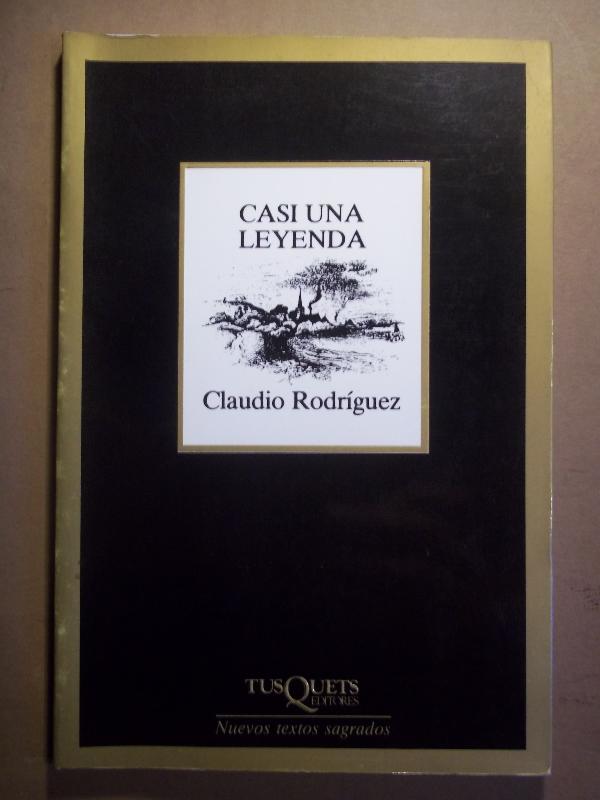 CASI UNA
LEYENDA
Claudio Rodríguez
TUSQUETS
EDITORES
Nuevos textos sagrados